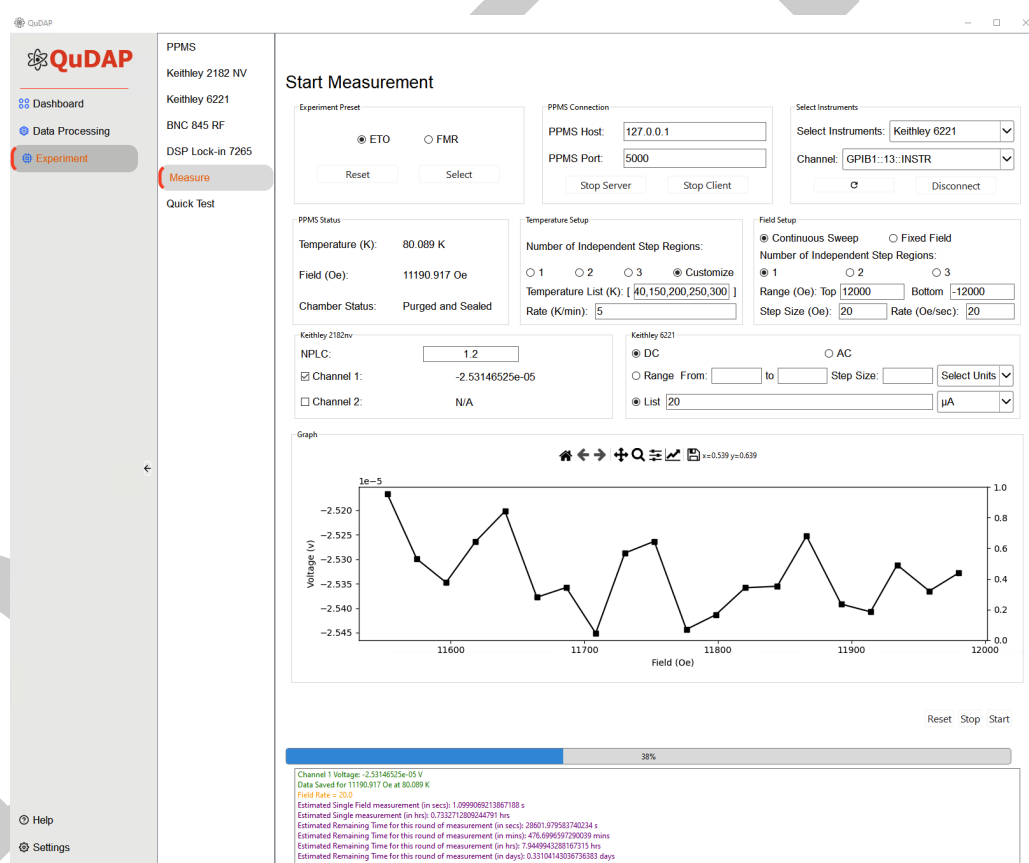 QuDAP
QuDAP
Dashboard
Data Processing
Experiment
Help
Settings
PPMS
Keithley 2182 NV
Keithley 6221
BNC 845 RF
DSP Lock-in 7265
Measure
Quick Test
Start Measurement
Experiment Preset
ETO FMR
Reset Select
PPMS Connection
PPMS Host: 127.0.0.1
PPMS Port: 5000
Stop Server Stop Client
Select Instruments
Select Instruments: Keithley 6221
Channel: GPIB1::13::INSTR
Disconnect
PPMS Status
Temperature (K): 80.089 K
Field (Oe): 11190.917 Oe
Chamber Status: Purged and Sealed
Temperature Setup
Number of Independent Step Regions:
1 2 3 Customize
Temperature List (K): [ 40,150,200,250,300 ]
Rate (K/min): 5
Field Setup
Continuous Sweep Fixed Field
Number of Independent Step Regions:
1 2 3
Range (Oe): Top 12000 Bottom -12000
Step Size (Oe): 20 Rate (Oe/sec): 20
Keithley 2182nv
NPLC: 1.2
Channel 1: -2.53146525e-05
Channel 2: N/A
Keithley 6221
DC AC
Range From: to Step Size: Select Units
List 20 µA
Graph
x=0.539 y=0.639
1e-5
−2.520
−2.525
−2.530
−2.535
−2.540
−2.545
Voltage (v)
1.0
0.8
0.6
0.4
0.2
0.0
11600 11700 11800 11900 12000
Field (Oe)
Reset Stop Start
38%
Channel 1 Voltage: -2.53146525e-05 V
Data Saved for 11190.917 Oe at 80.089 K
Field Rate = 20.0
Estimated Single Field measurement (in secs): 1.0999069213867188 s
Estimated Single measurement (in hrs): 0.7332712809244791 hrs
Estimated Remaining Time for this round of measurement (in secs): 28601.979583740234 s
Estimated Remaining Time for this round of measurement (in mins): 476.6996597290039 mins
Estimated Remaining Time for this round of measurement (in hrs): 7.9449943288167315 hrs
Estimated Remaining Time for this round of measurement (in days): 0.33104143036736383 days